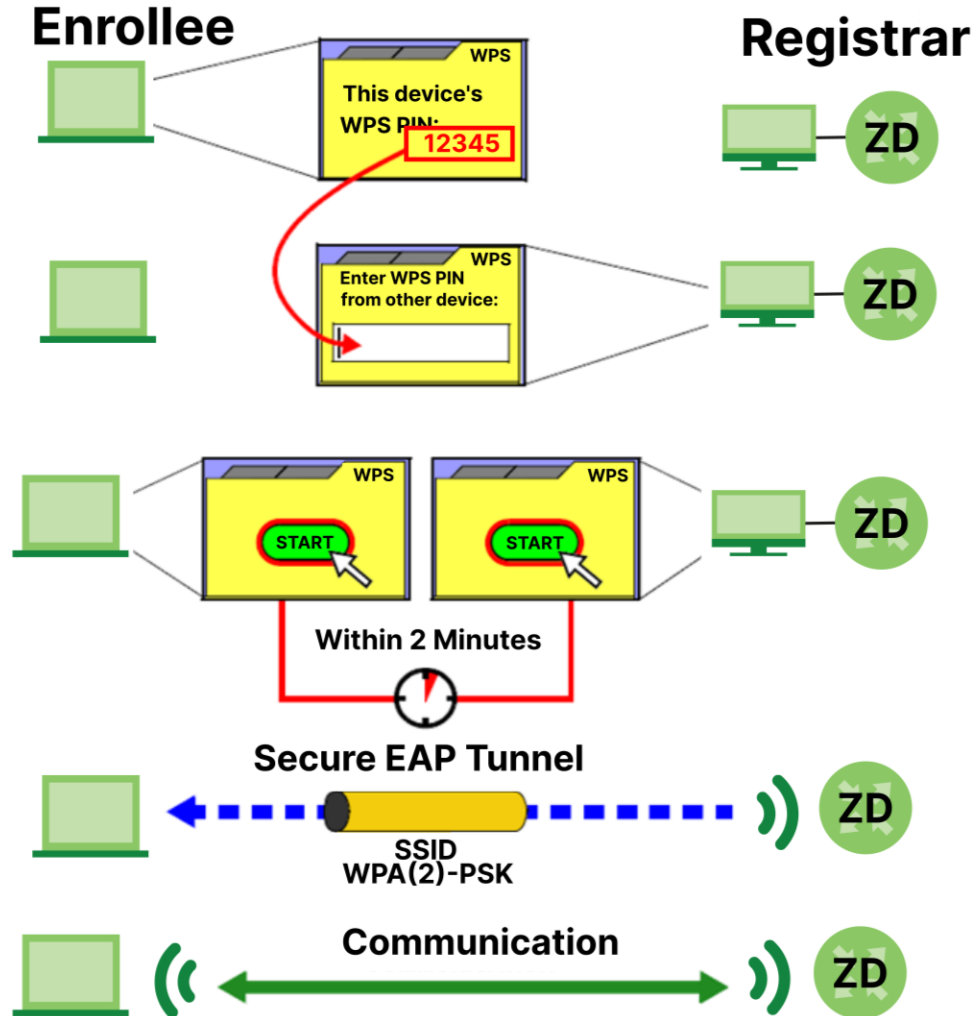 Enrollee
Registrar
WPS
This device's
WPS PIN:
12345
ZD
WPS
Enter WPS PIN
from other device:
ZD
WPS
START
WPS
START
ZD
Within 2 Minutes
Secure EAP Tunnel
SSID
WPA(2)-PSK
ZD
Communication
ZD